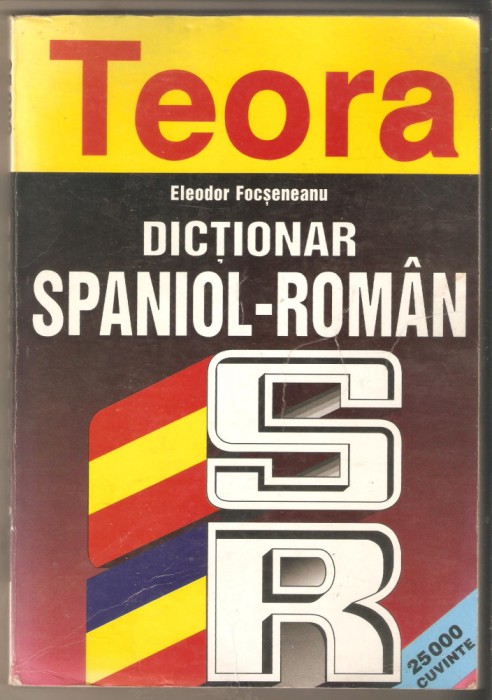 Teora
Eleodor Focşeneanu
DICŢIONAR
SPANIOL-ROMÂN
S
R
25000
CUVINTE